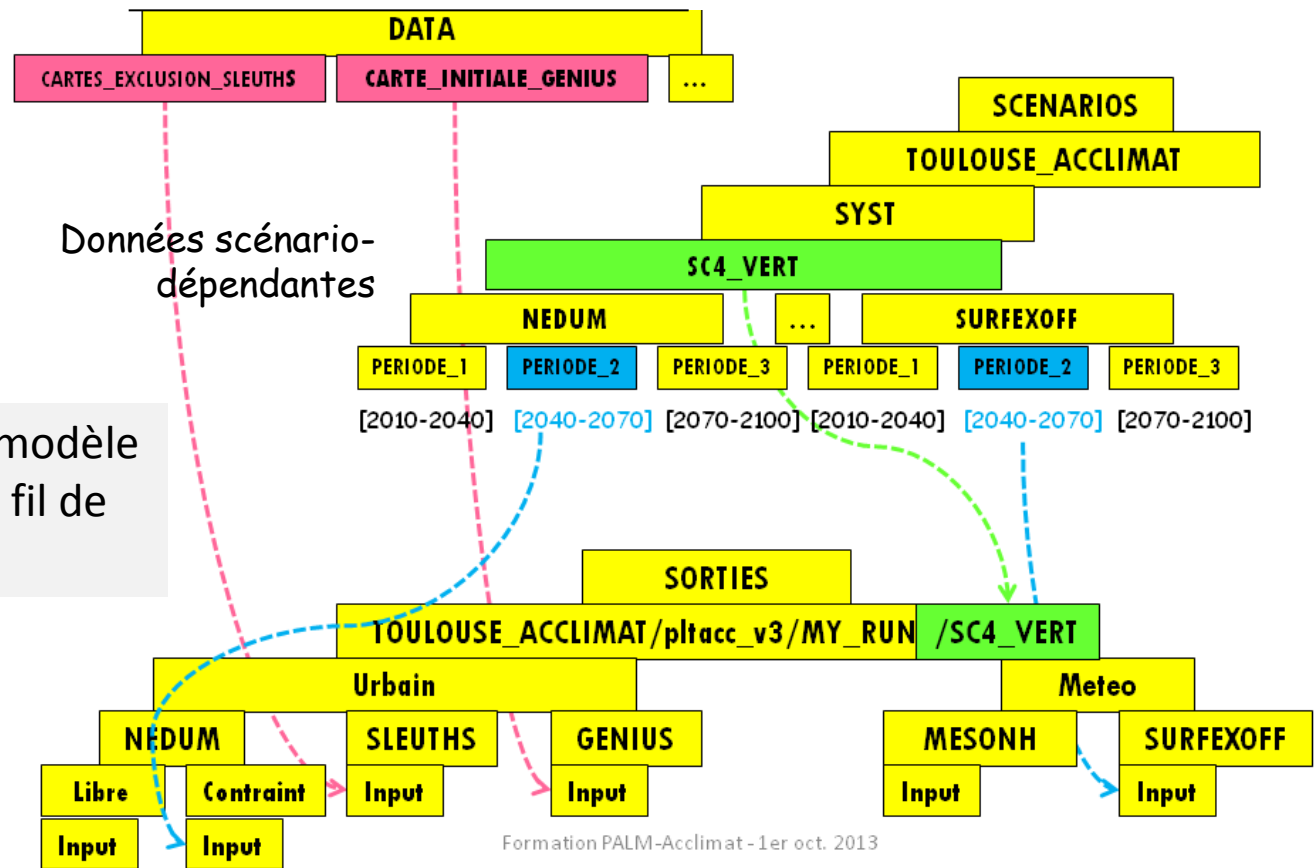 DATA
CARTES_EXCLUSION_SLEUTHS CARTE_INITIALE_GENIUS ...
SCENARIOS
TOULOUSE_ACCLIMAT
SYST
Données scénario-
dépendantes
SC4_VERT
NEDUM ... SURFEXOFF
PERIODE_1 PERIODE_2 PERIODE_3 PERIODE_1 PERIODE_2 PERIODE_3
[2010-2040] [2040-2070] [2070-2100] [2010-2040] [2040-2070] [2070-2100]
modèle
fil de
SORTIES
TOULOUSE_ACCLIMAT/pltacc_v3/MY_RUN /SC4_VERT
Urbain Meteo
NEDUM SLEUTHS GENIUS MESONH SURFEXOFF
Libre Contraint Input Input Input Input
Input Input
Formation PALM-Acclimat - 1er oct. 2013